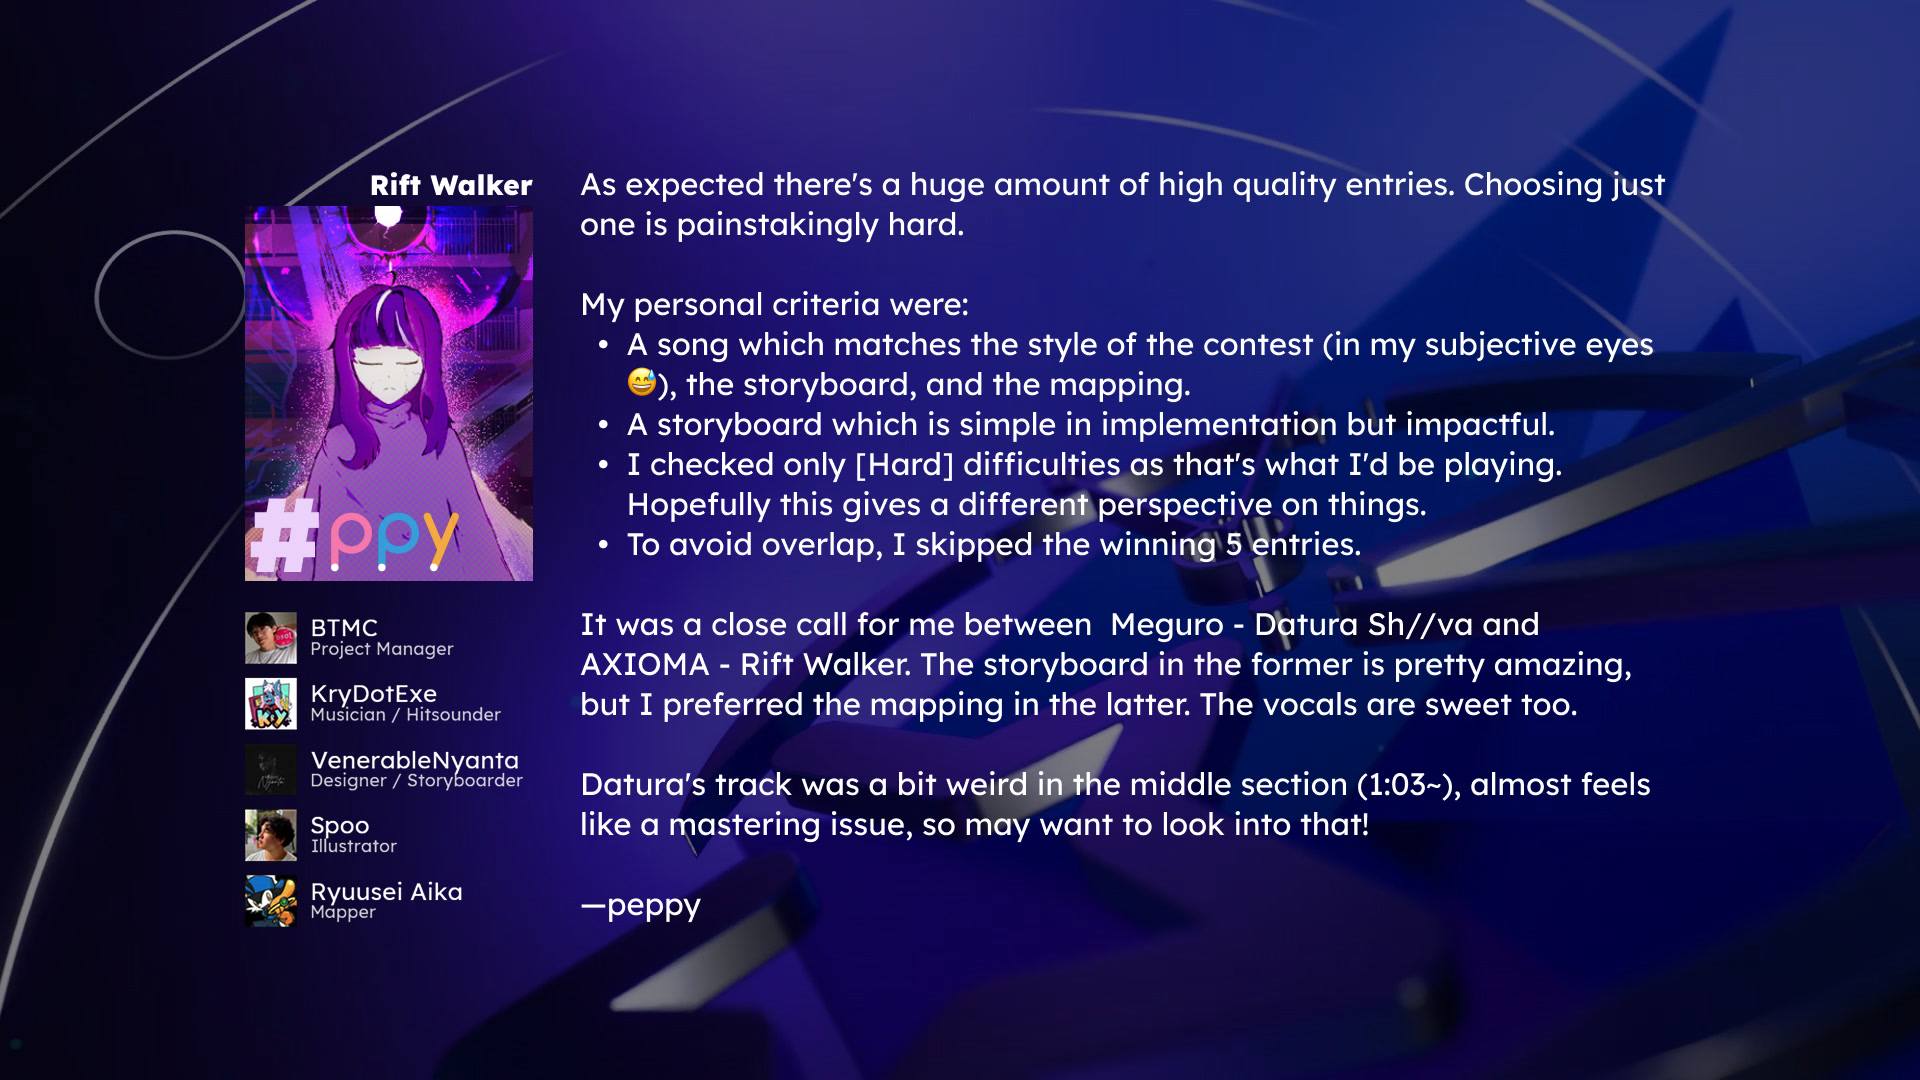 Rift Walker
#ppy
BTMC
Project Manager
KryDotExe
Musician / Hitsounder
VenerableNyanta
Designer / Storyboarder
Spoo
Illustrator
Ryuusei Aika
Mapper
As expected there's a huge amount of high quality entries. Choosing just
one is painstakingly hard.
My personal criteria were:
• A song which matches the style of the contest (in my subjective eyes
😅), the storyboard, and the mapping.
• A storyboard which is simple in implementation but impactful.
• I checked only [Hard] difficulties as that's what I'd be playing.
Hopefully this gives a different perspective on things.
• To avoid overlap, I skipped the winning 5 entries.
It was a close call for me between  Meguro - Datura Sh//va and
AXIOMA - Rift Walker. The storyboard in the former is pretty amazing,
but I preferred the mapping in the latter. The vocals are sweet too.
Datura's track was a bit weird in the middle section (1:03~), almost feels
like a mastering issue, so may want to look into that!
—peppy